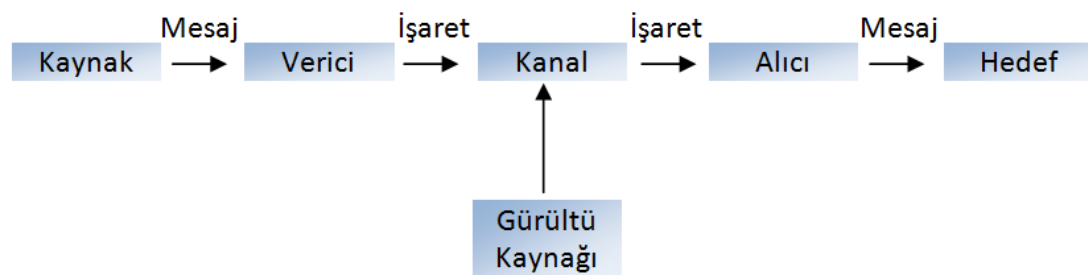 Mesaj İşaret İşaret Mesaj
Kaynak Verici Kanal Alıcı Hedef
Gürültü
Kaynağı